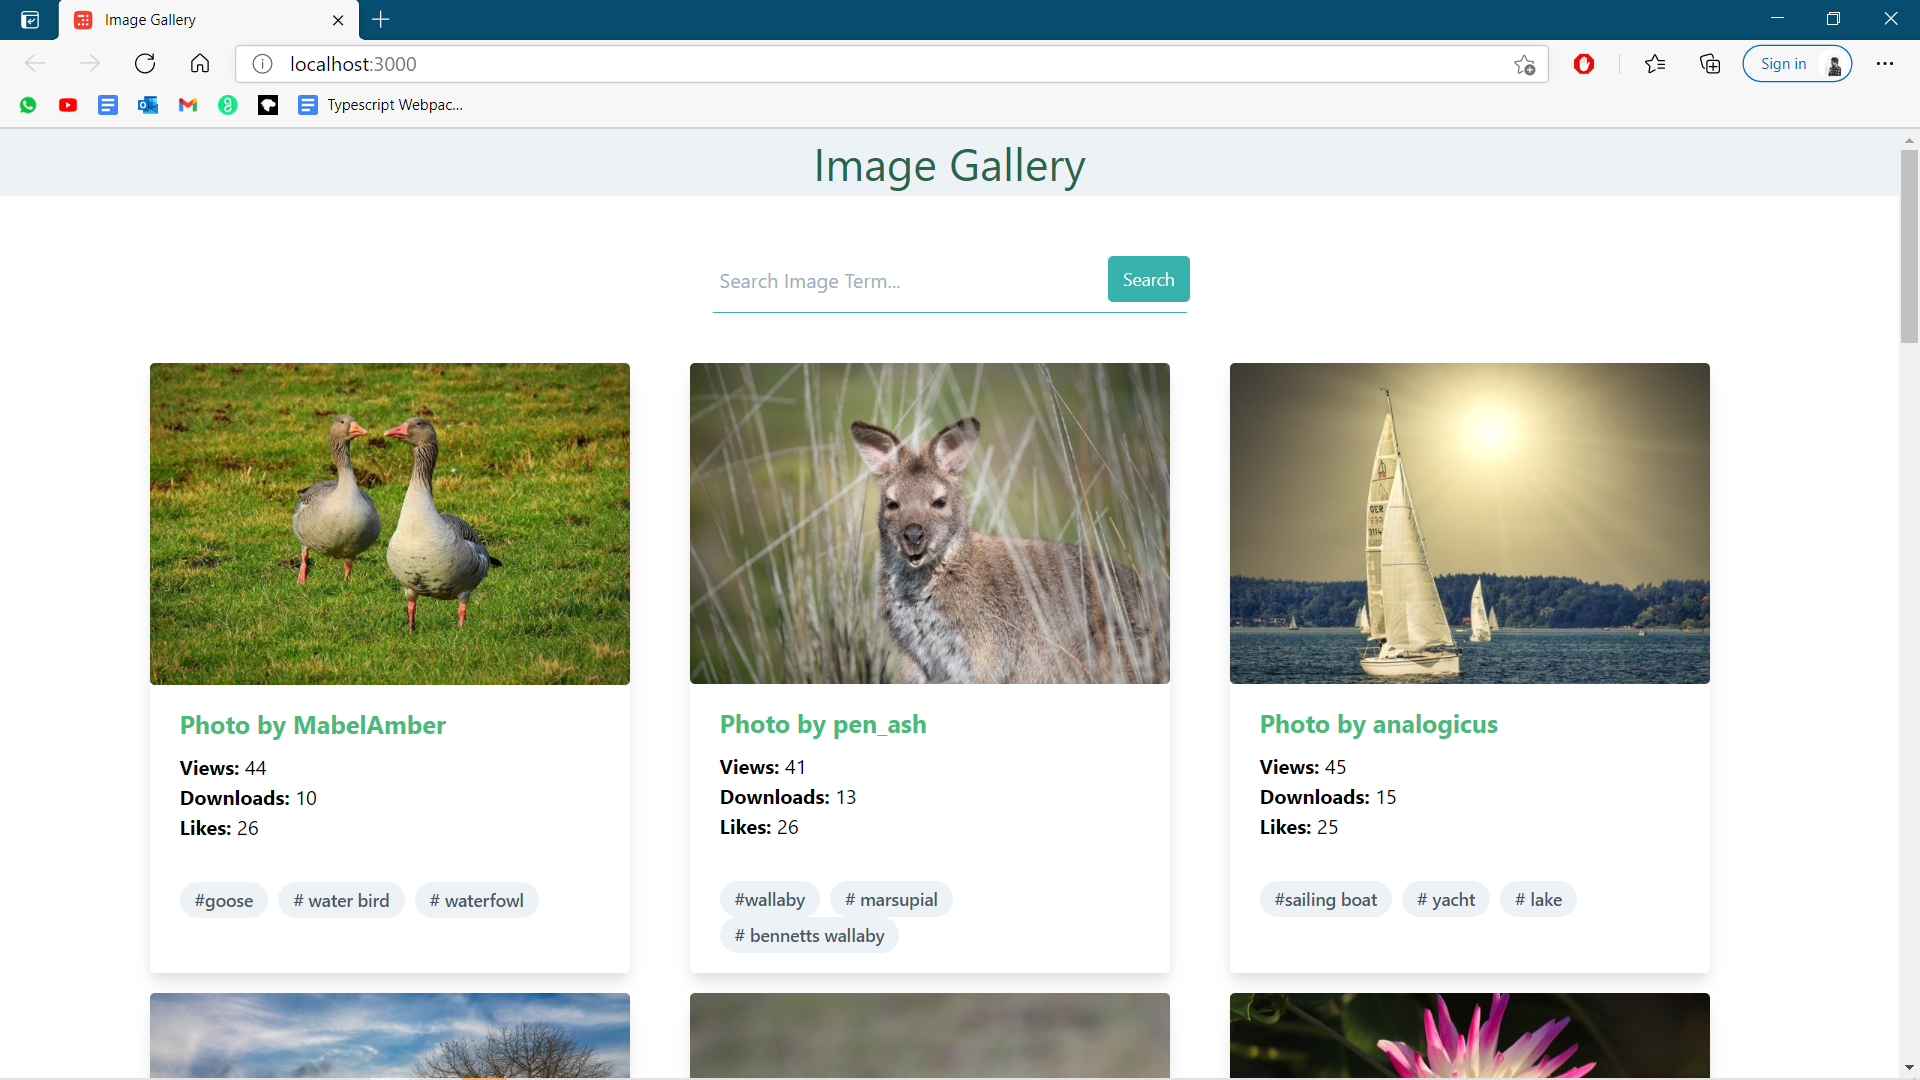 Image Gallery
localhost:3000
Sign in
Typescript Webpac...
Image Gallery
Search Image Term...
Search
Photo by MabelAmber
Views: 44
Downloads: 10
Likes: 26
#goose # water bird # waterfowl
Photo by pen_ash
Views: 41
Downloads: 13
Likes: 26
#wallaby # marsupial
# bennetts wallaby
GER
Photo by analogicus
Views: 45
Downloads: 15
Likes: 25
#sailing boat # yacht # lake